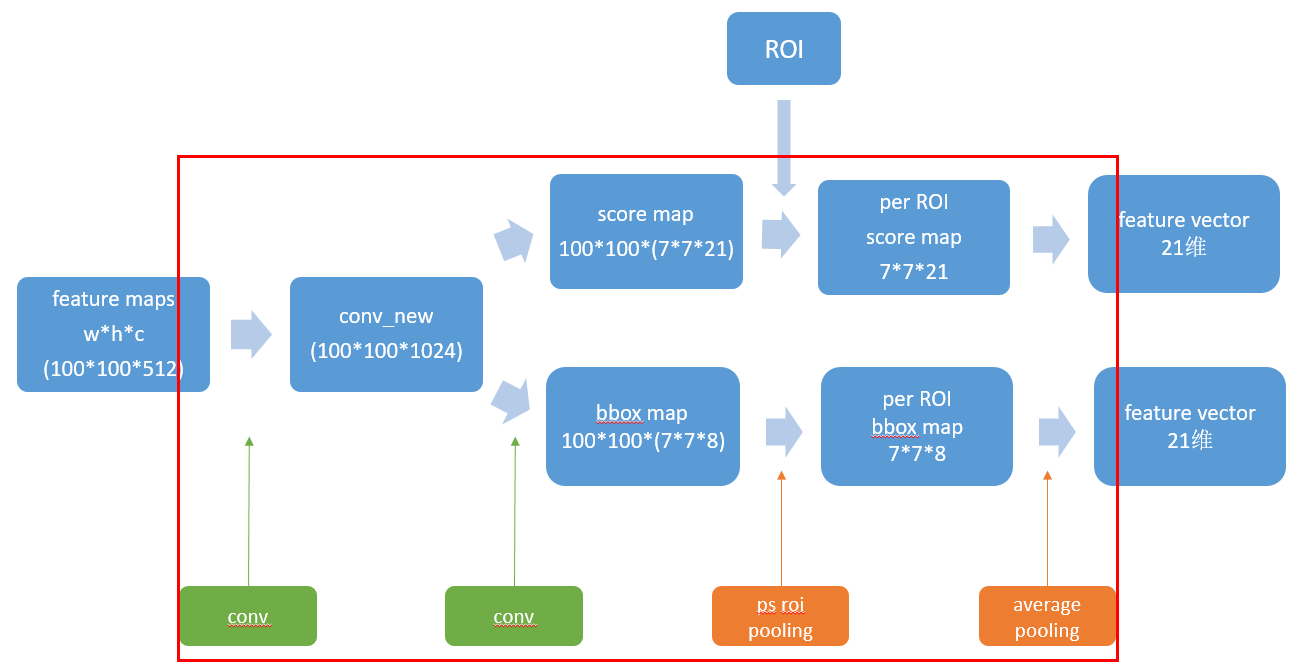 ROI
feature maps
w*h*c
(100*100*512)
conv_new
(100*100*1024)
score map
100*100*(7*7*21)
per ROI
score map
7*7*21
feature vector
21维
bbox map
100*100*(7*7*8)
per ROI
bbox map
7*7*8
feature vector
21维
conv
conv
ps roi
pooling
average
pooling